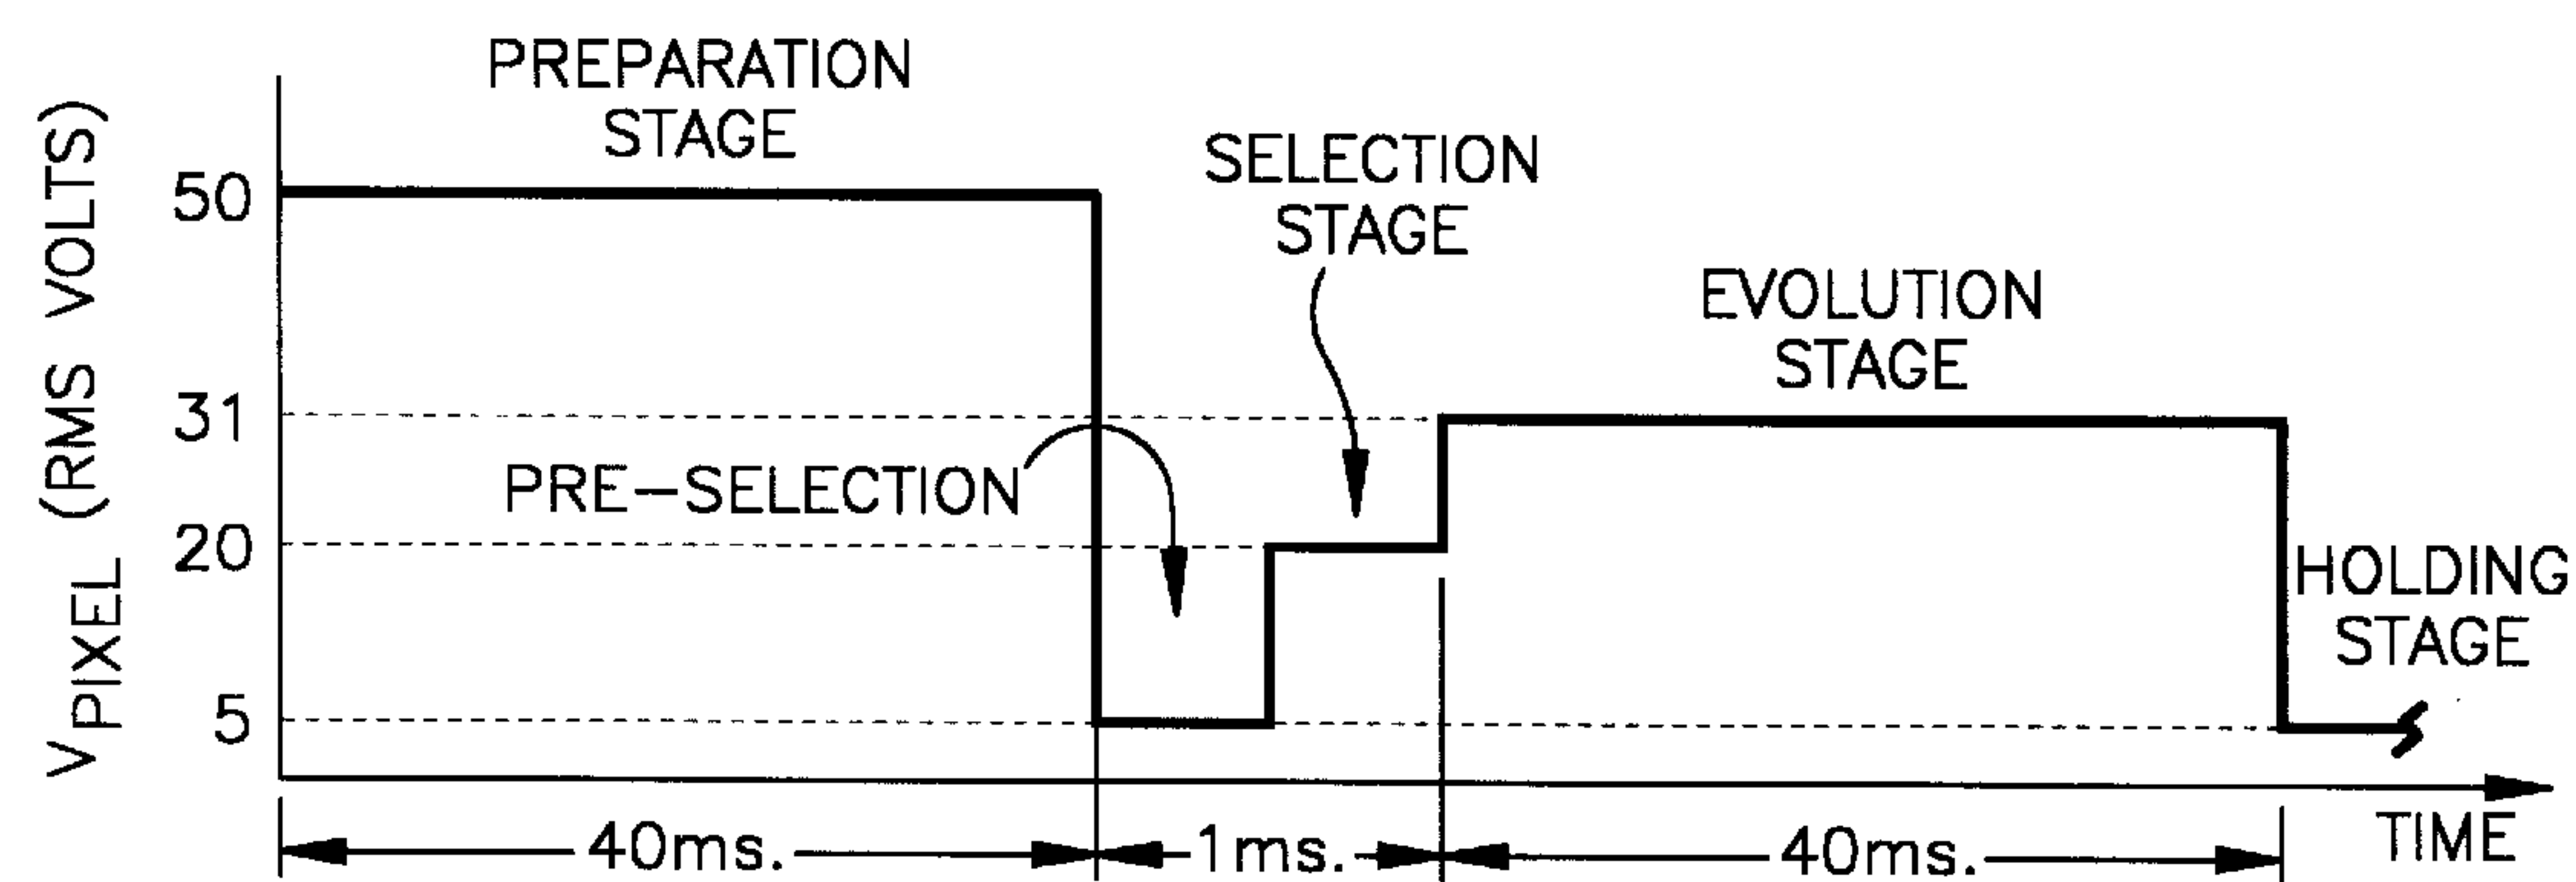 PREPARATION
STAGE
SELECTION
STAGE
EVOLUTION
STAGE
VPIXEL (RMS VOLTS)
50
31
PRE-SELECTION
20
HOLDING
STAGE
5
TIME
40ms.
1ms.
40ms.